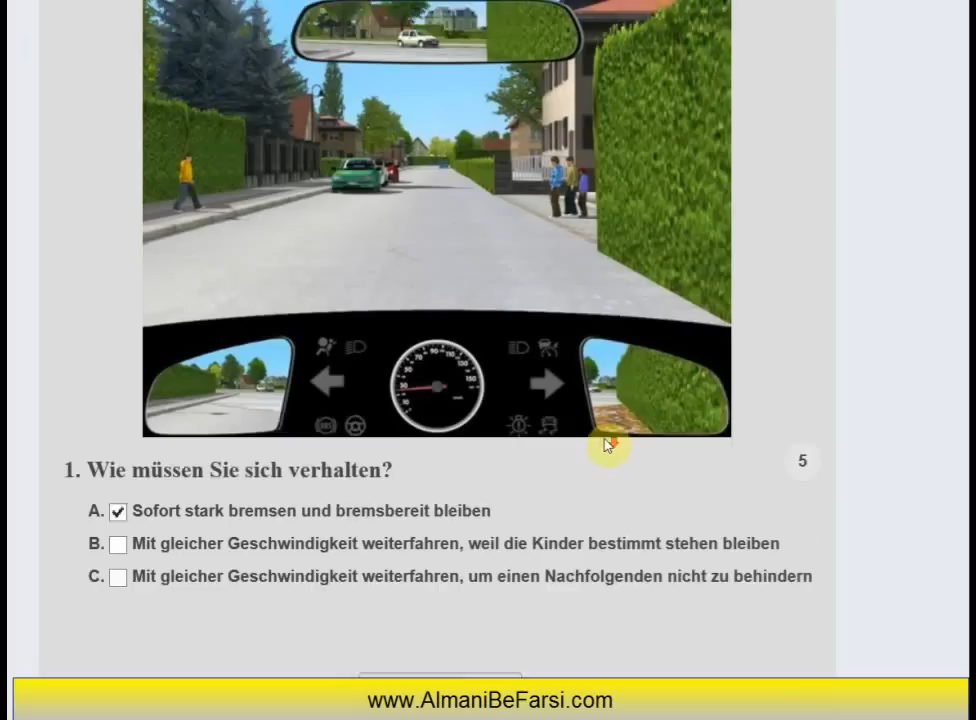 1. Wie müssen Sie sich verhalten?
5
A. Sofort stark bremsen und bremsbereit bleiben
B. Mit gleicher Geschwindigkeit weiterfahren, weil die Kinder bestimmt stehen bleiben
C. Mit gleicher Geschwindigkeit weiterfahren, um einen Nachfolgenden nicht zu behindern
www.AlmaniBeFarsi.com